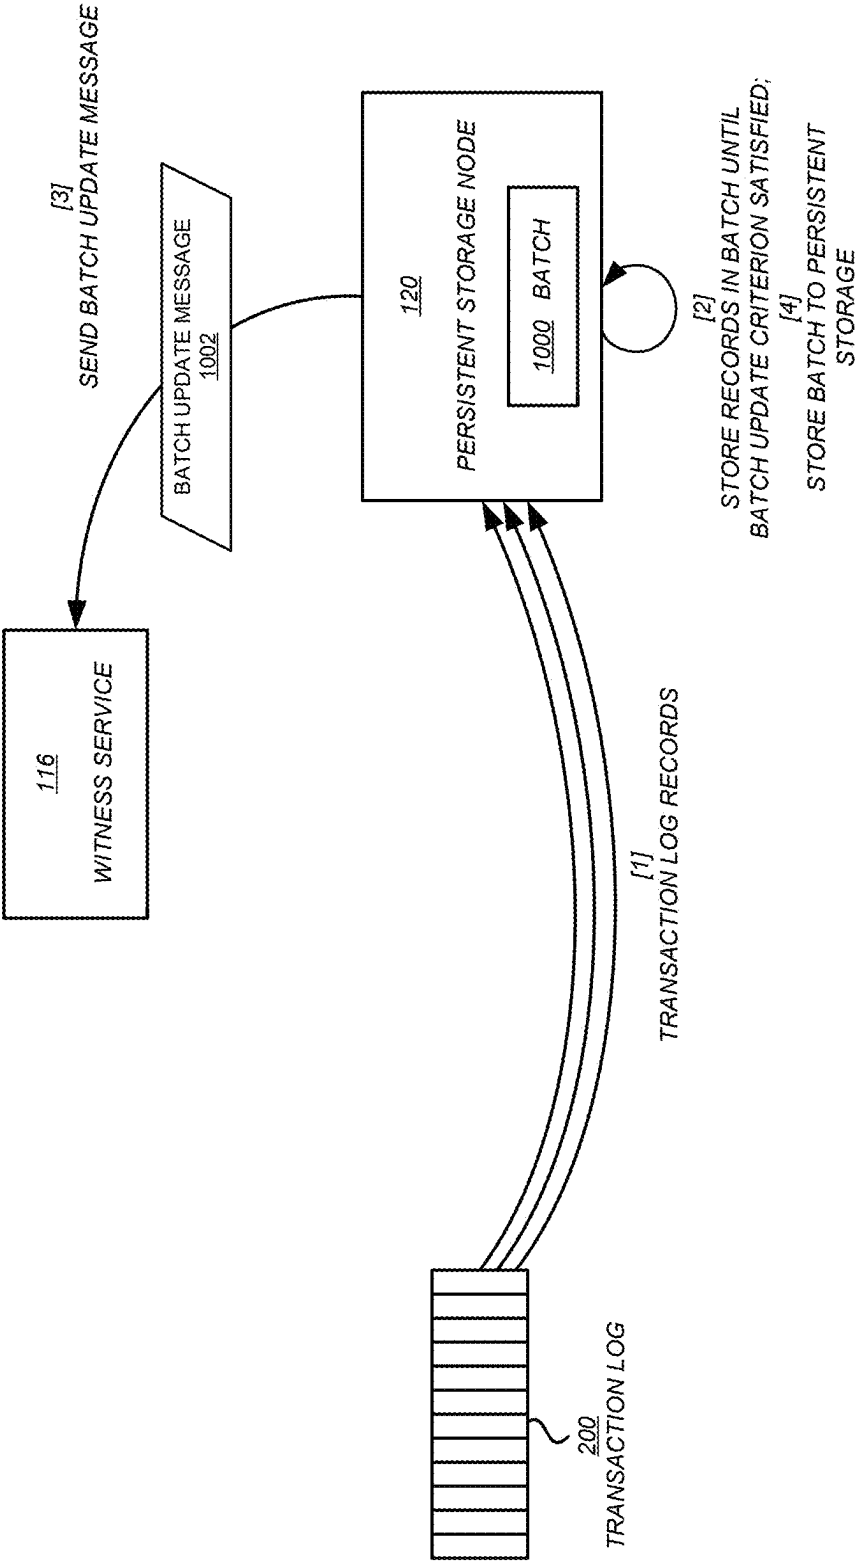 [3]
SEND BATCH UPDATE MESSAGE
116
WITNESS SERVICE
BATCH UPDATE MESSAGE
1002
120
PERSISTENT STORAGE NODE
1000 BATCH
200
TRANSACTION LOG
[1]
TRANSACTION LOG RECORDS
[2]
STORE RECORDS IN BATCH UNTIL
BATCH UPDATE CRITERION SATISFIED;
[4]
STORE BATCH TO PERSISTENT
STORAGE